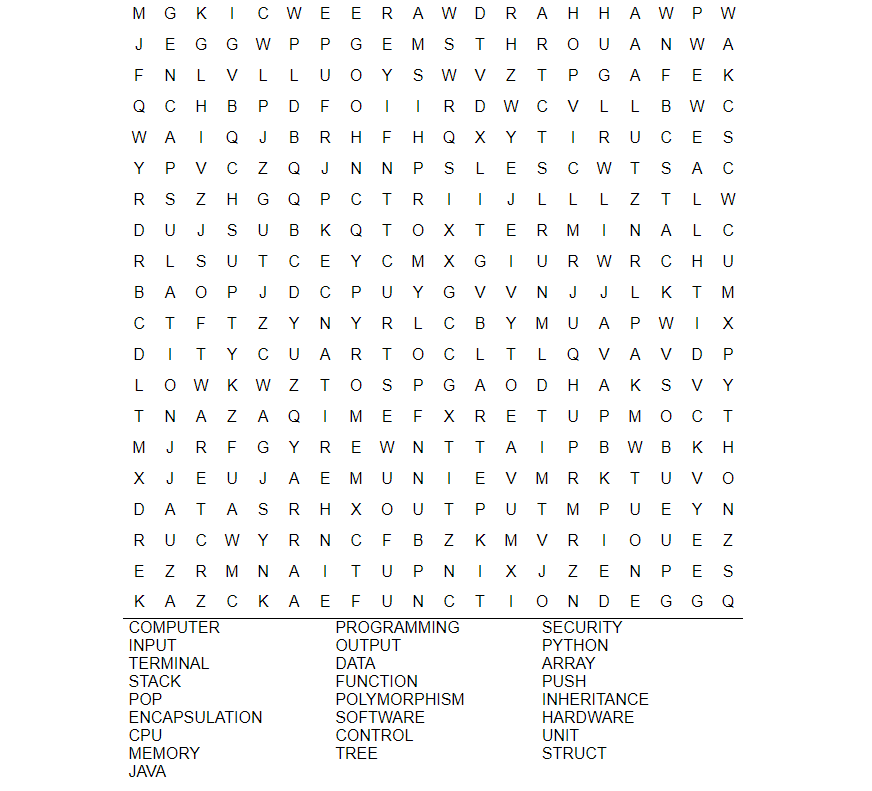 M G K I C W E E R A W D R A H H A W P W
J E G G W P P G E M S T H R O U A N W A
F N L V L L U O Y S W V Z T P G A F E K
Q C H B P D F O I I R D W C V L L B W C
W A I Q J B R H F H Q X Y T I R U C E S
Y P V C Z Q J N N P S L E S C W T S A C
R S Z H G Q P C T R I I J L L L Z T L W
D U J S U B K Q T O X T E R M I N A L C
R L S U T C E Y C M X G I U R W R C H U
B A O P J D C P U Y G V V N J J L K T M
C T F T Z Y N Y R L C B Y M U A P W I X
D I T Y C U A R T O C L T L Q V A V D P
L O W K W Z T O S P G A O D H A K S V Y
T N A Z A Q I M E F X R E T U P M O C T
M J R F G Y R E W N T T A I P B W B K H
X J E U J A E M U N I E V M R K T U V O
D A T A S R H X O U T P U T M P U E Y N
R U C W Y R N C F B Z K M V R I O U E Z
E Z R M N A I T U P N I X J Z E N P E S
K A Z C K A E F U N C T I O N D E G G Q
COMPUTER PROGRAMMING SECURITY
INPUT OUTPUT PYTHON
TERMINAL DATA ARRAY
STACK FUNCTION PUSH
POP POLYMORPHISM INHERITANCE
ENCAPSULATION SOFTWARE HARDWARE
CPU CONTROL UNIT
MEMORY TREE STRUCT
JAVA